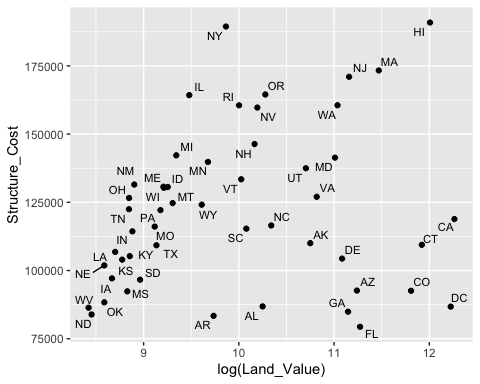 HI
NY
MA
NJ
175000
IL
OR
RI
NV
WA
150000
MI
NH
MD
MN
NM
ME
ID
VT
UT
OH
WI
MT
VA
WY
125000
TN
PA
NC
CA
IN
MO
SC
AK
CT
LA
KY
TX
DE
100000
NE
KS
SD
AZ
CO
IA
MS
DC
WV
OK
AL
GA
ND
AR
FL
75000
9
10
11
12
log(Land_Value)
Structure_Cost